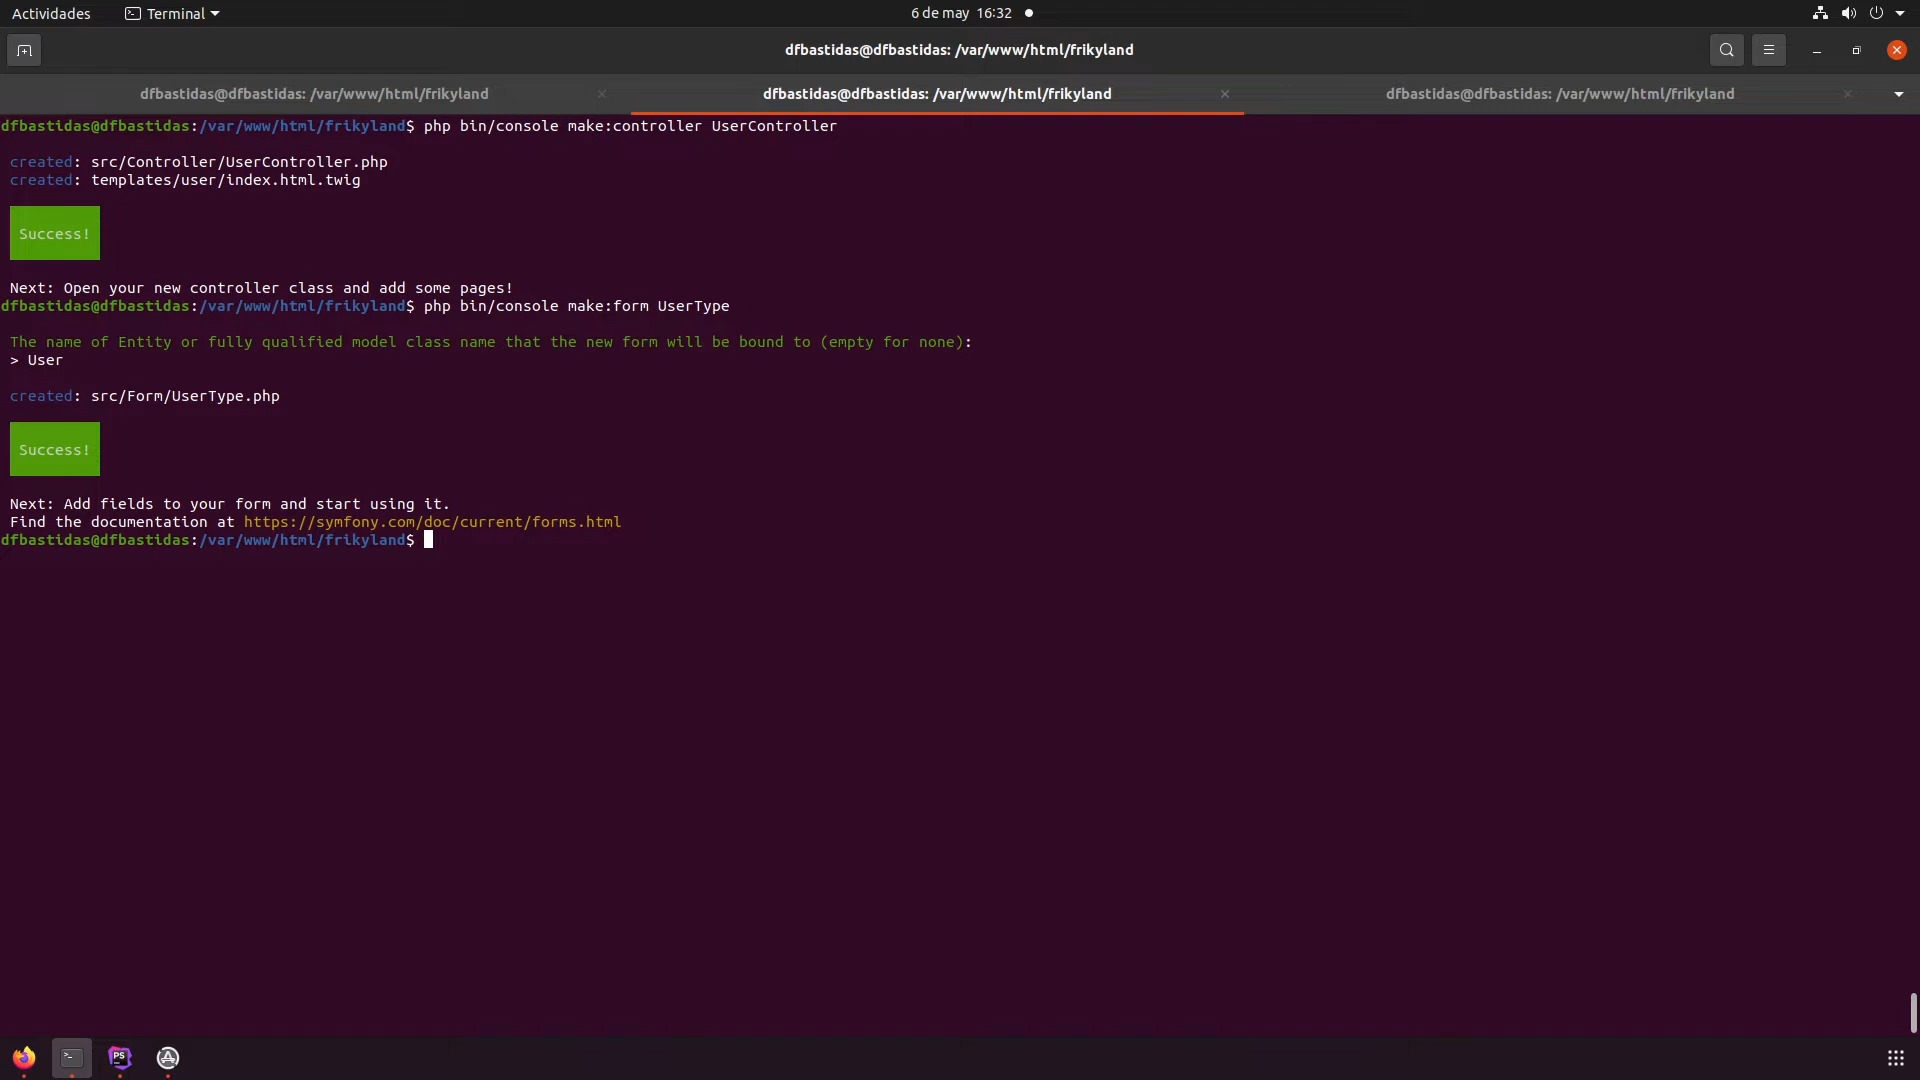 Actividades Terminal 6 de may 16:32
dfbastidas@dfbastidas: /var/www/html/frikyland
dfbastidas@dfbastidas: /var/www/html/frikyland dfbastidas@dfbastidas: /var/www/html/frikyland dfbastidas@dfbastidas: /var/www/html/frikyland
dfbastidas@dfbastidas:/var/www/html/frikyland$ php bin/console make:controller UserController
created: src/Controller/UserController.php
created: templates/user/index.html.twig
Success!
Next: Open your new controller class and add some pages!
dfbastidas@dfbastidas:/var/www/html/frikyland$ php bin/console make:form UserType
The name of Entity or fully qualified model class name that the new form will be bound to (empty for none):
> User
created: src/Form/UserType.php
Success!
Next: Add fields to your form and start using it.
Find the documentation at https://symfony.com/doc/current/forms.html
dfbastidas@dfbastidas:/var/www/html/frikyland$
PS